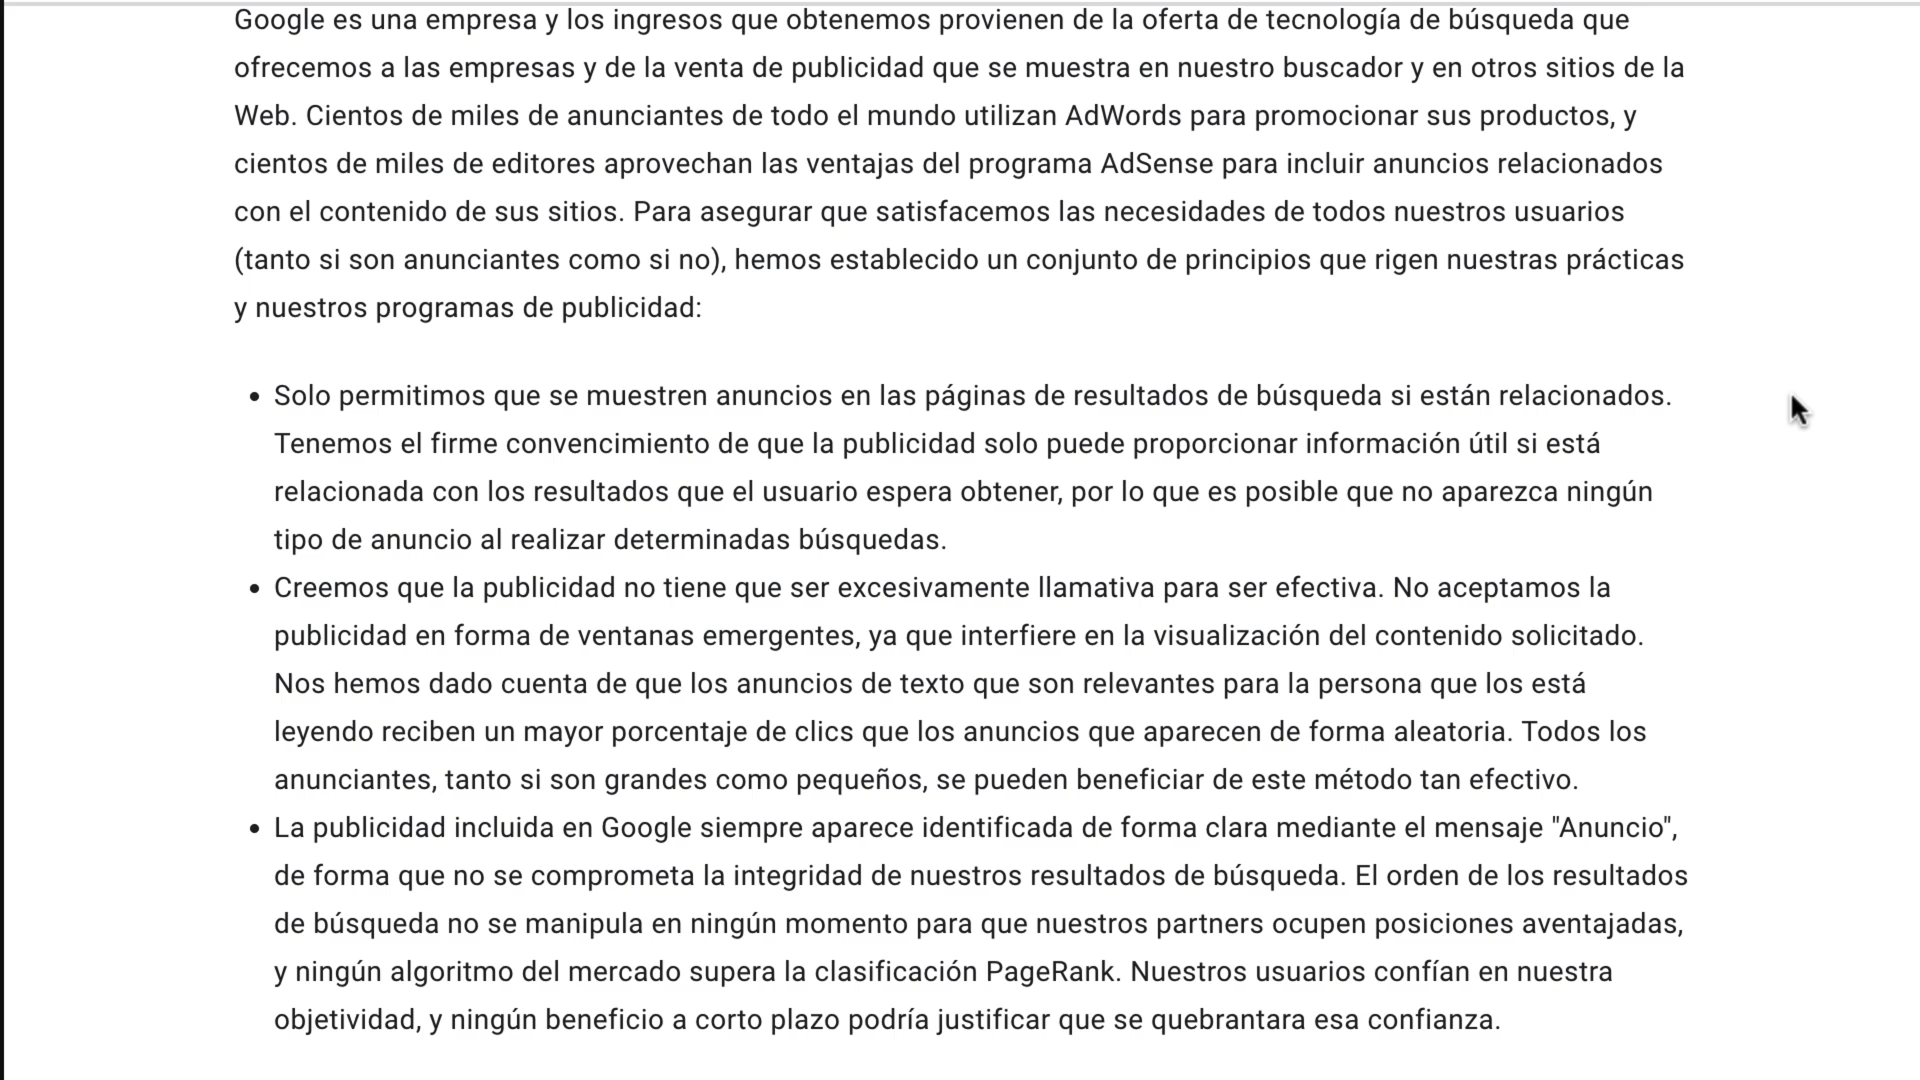 Google es una empresa y los ingresos que obtenemos provienen de la oferta de tecnología de búsqueda que
ofrecemos a las empresas y de la venta de publicidad que se muestra en nuestro buscador y en otros sitios de la
Web. Cientos de miles de anunciantes de todo el mundo utilizan AdWords para promocionar sus productos, y
cientos de miles de editores aprovechan las ventajas del programa AdSense para incluir anuncios relacionados
con el contenido de sus sitios. Para asegurar que satisfacemos las necesidades de todos nuestros usuarios
(tanto si son anunciantes como si no), hemos establecido un conjunto de principios que rigen nuestras prácticas
y nuestros programas de publicidad:
• Solo permitimos que se muestren anuncios en las páginas de resultados de búsqueda si están relacionados.
Tenemos el firme convencimiento de que la publicidad solo puede proporcionar información útil si está
relacionada con los resultados que el usuario espera obtener, por lo que es posible que no aparezca ningún
tipo de anuncio al realizar determinadas búsquedas.
• Creemos que la publicidad no tiene que ser excesivamente llamativa para ser efectiva. No aceptamos la
publicidad en forma de ventanas emergentes, ya que interfiere en la visualización del contenido solicitado.
Nos hemos dado cuenta de que los anuncios de texto que son relevantes para la persona que los está
leyendo reciben un mayor porcentaje de clics que los anuncios que aparecen de forma aleatoria. Todos los
anunciantes, tanto si son grandes como pequeños, se pueden beneficiar de este método tan efectivo.
• La publicidad incluida en Google siempre aparece identificada de forma clara mediante el mensaje "Anuncio",
de forma que no se comprometa la integridad de nuestros resultados de búsqueda. El orden de los resultados
de búsqueda no se manipula en ningún momento para que nuestros partners ocupen posiciones aventajadas,
y ningún algoritmo del mercado supera la clasificación PageRank. Nuestros usuarios confían en nuestra
objetividad, y ningún beneficio a corto plazo podría justificar que se quebrantara esa confianza.